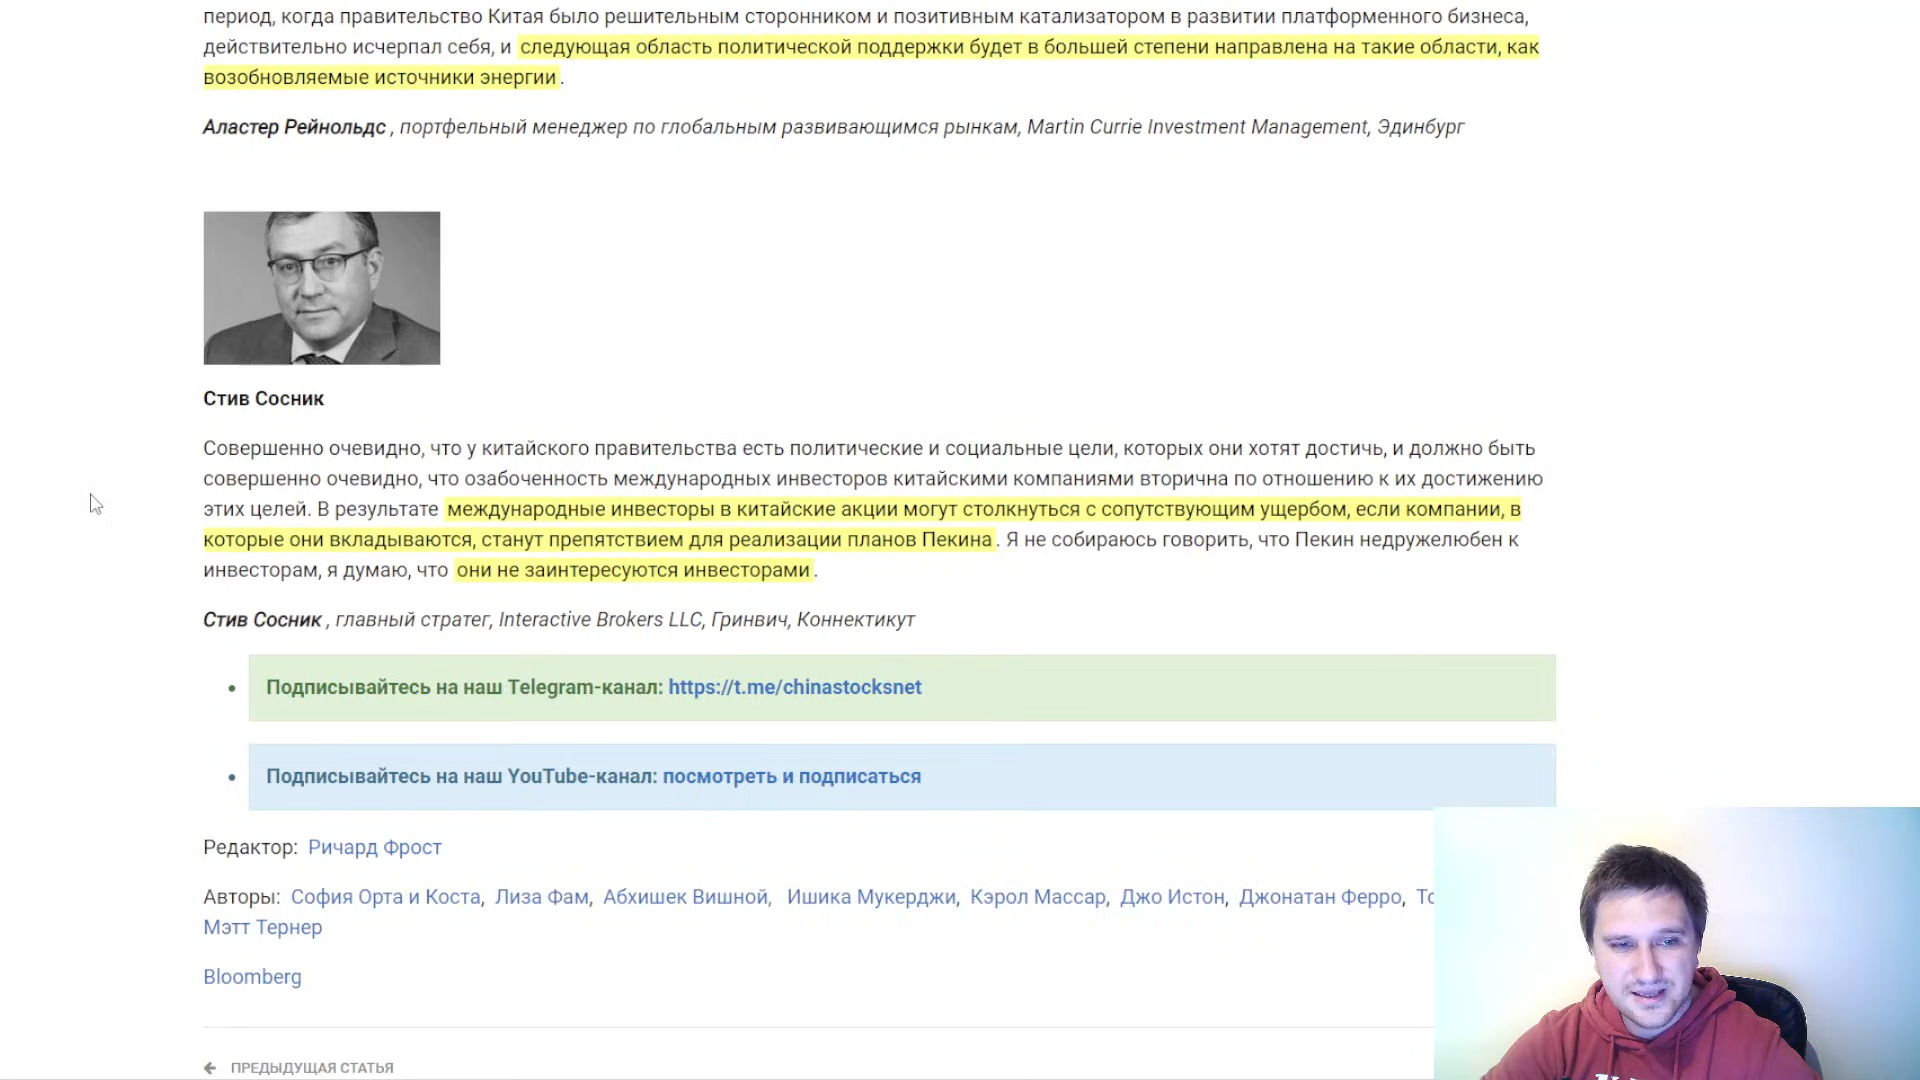 период, когда правительство Китая было решительным сторонником и позитивным катализатором в развитии платформенного бизнеса,
действительно исчерпал себя, и следующая область политической поддержки будет в большей степени направлена на такие области, как
возобновляемые источники энергии.
Аластер Рейнольдс , портфельный менеджер по глобальным развивающимся рынкам, Martin Currie Investment Management, Эдинбург
Стив Сосник
Совершенно очевидно, что у китайского правительства есть политические и социальные цели, которых они хотят достичь, и должно быть
совершенно очевидно, что озабоченность международных инвесторов китайскими компаниями вторична по отношению к их достижению
этих целей. В результате международные инвесторы в китайские акции могут столкнуться с сопутствующим ущербом, если компании, в
которые они вкладываются, станут препятствием для реализации планов Пекина. Я не собираюсь говорить, что Пекин недружелюбен к
инвесторам, я думаю, что они не заинтересуются инвесторами.
Стив Сосник , главный стратег, Interactive Brokers LLC, Гринвич, Коннектикут
• Подписывайтесь на наш Telegram-канал: https://t.me/chinastocksnet
• Подписывайтесь на наш YouTube-канал: посмотреть и подписаться
Редактор: Ричард Фрост
Авторы: София Орта и Коста, Лиза Фам, Абхишек Вишной, Ишика Мукерджи, Кэрол Массар, Джо Истон, Джонатан Ферро,
Мэтт Тернер
Bloomberg
ПРЕДЫДУЩАЯ СТАТЬЯ